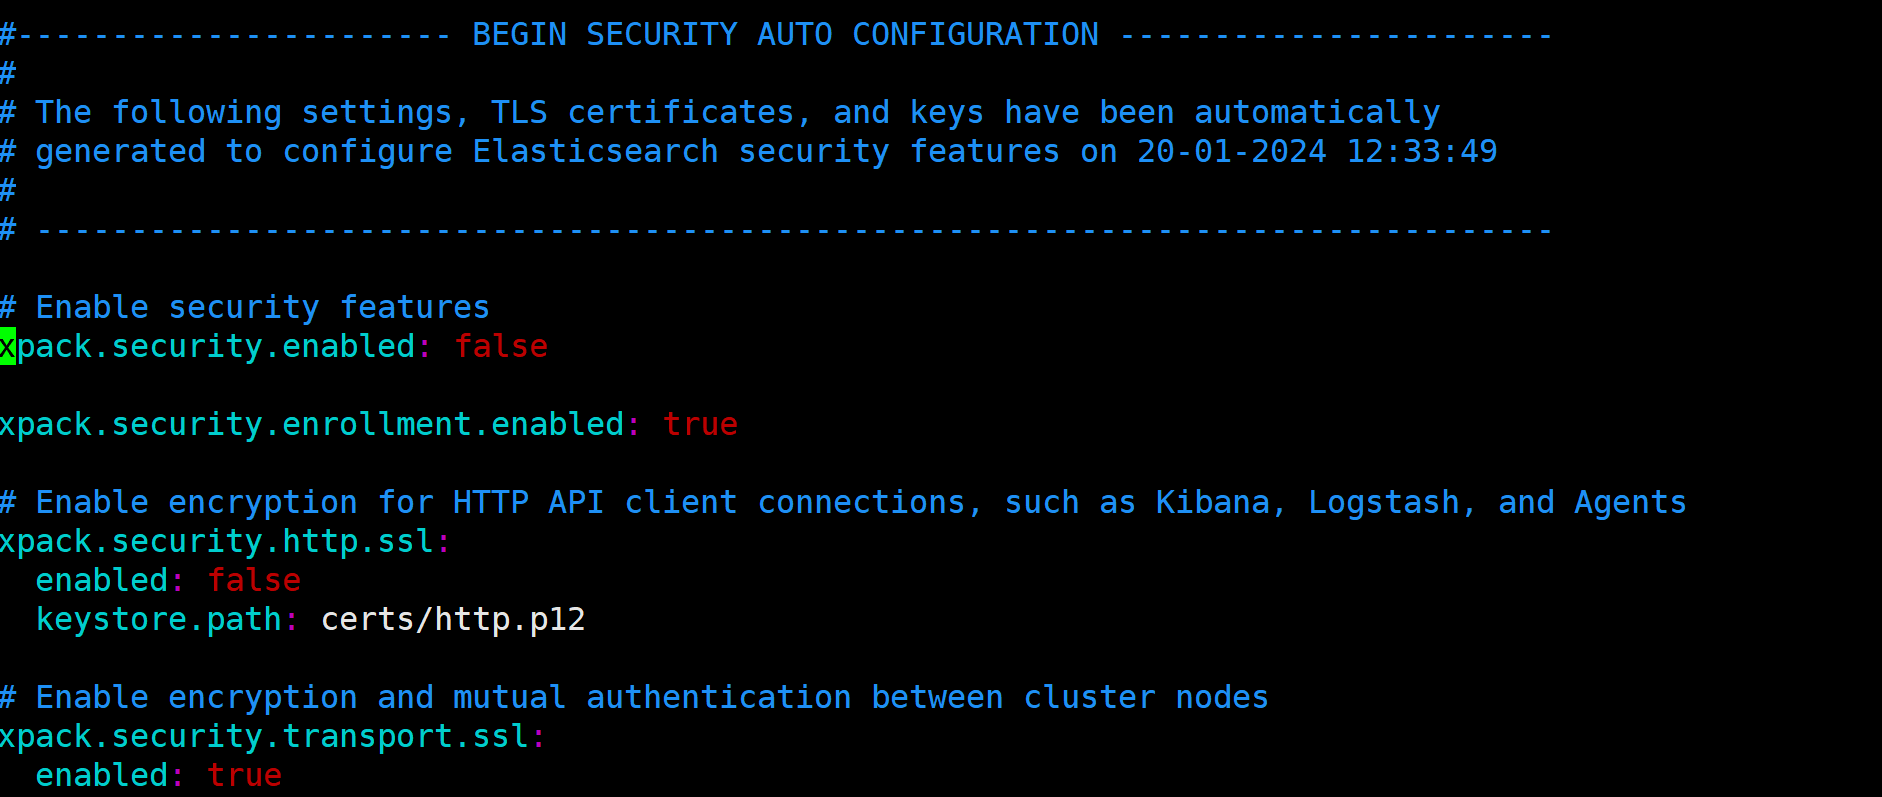 #----------------------- BEGIN SECURITY AUTO CONFIGURATION -----------------------
#
# The following settings, TLS certificates, and keys have been automatically
# generated to configure Elasticsearch security features on 20-01-2024 12:33:49
#
# --------------------------------------------------------------------------------

# Enable security features
xpack.security.enabled: false

xpack.security.enrollment.enabled: true

# Enable encryption for HTTP API client connections, such as Kibana, Logstash, and Agents
xpack.security.http.ssl:
  enabled: false
  keystore.path: certs/http.p12

# Enable encryption and mutual authentication between cluster nodes
xpack.security.transport.ssl:
  enabled: true